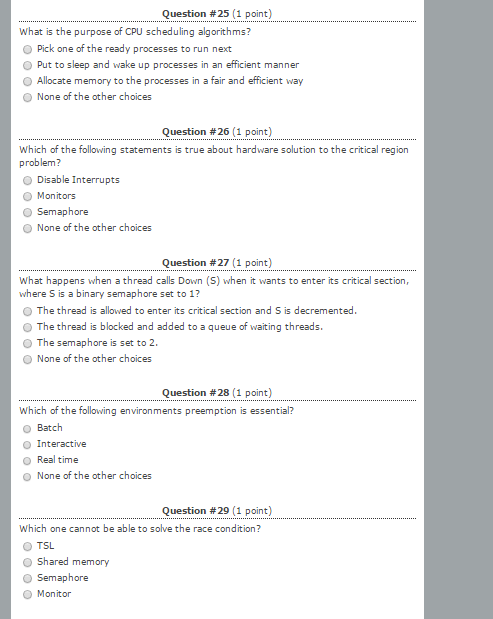 Question #25 (1 point)
What is the purpose of CPU scheduling algorithms?
Pick one of the ready processes to run next
Put to sleep and wake up processes in an efficient manner
Allocate memory to the processes in a fair and efficient way
None of the other choices
Question #26 (1 point)
Which of the following statements is true about hardware solution to the critical region
problem?
Disable Interrupts
Monitors
Semaphore
None of the other choices
Question #27 (1 point)
What happens when a thread calls Down (S) when it wants to enter its critical section,
where S is a binary semaphore set to 1?
The thread is allowed to enter its critical section and S is decremented.
The thread is blocked and added to a queue of waiting threads.
The semaphore is set to 2.
None of the other choices
Question #28 (1 point)
Which of the following environments preemption is essential?
Batch
Interactive
Real time
None of the other choices
Question #29 (1 point)
Which one cannot be able to solve the race condition?
TSL
Shared memory
Semaphore
Monitor